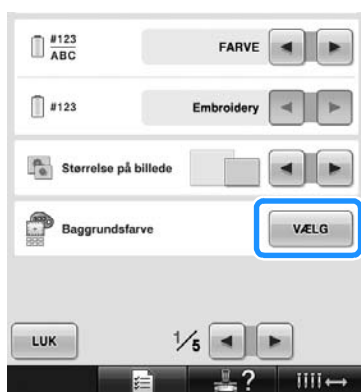 #123
ABC
FARVE
#123
Embroidery
Størrelse på billede
Baggrundsfarve
VÆLG
LUK
1/5
?